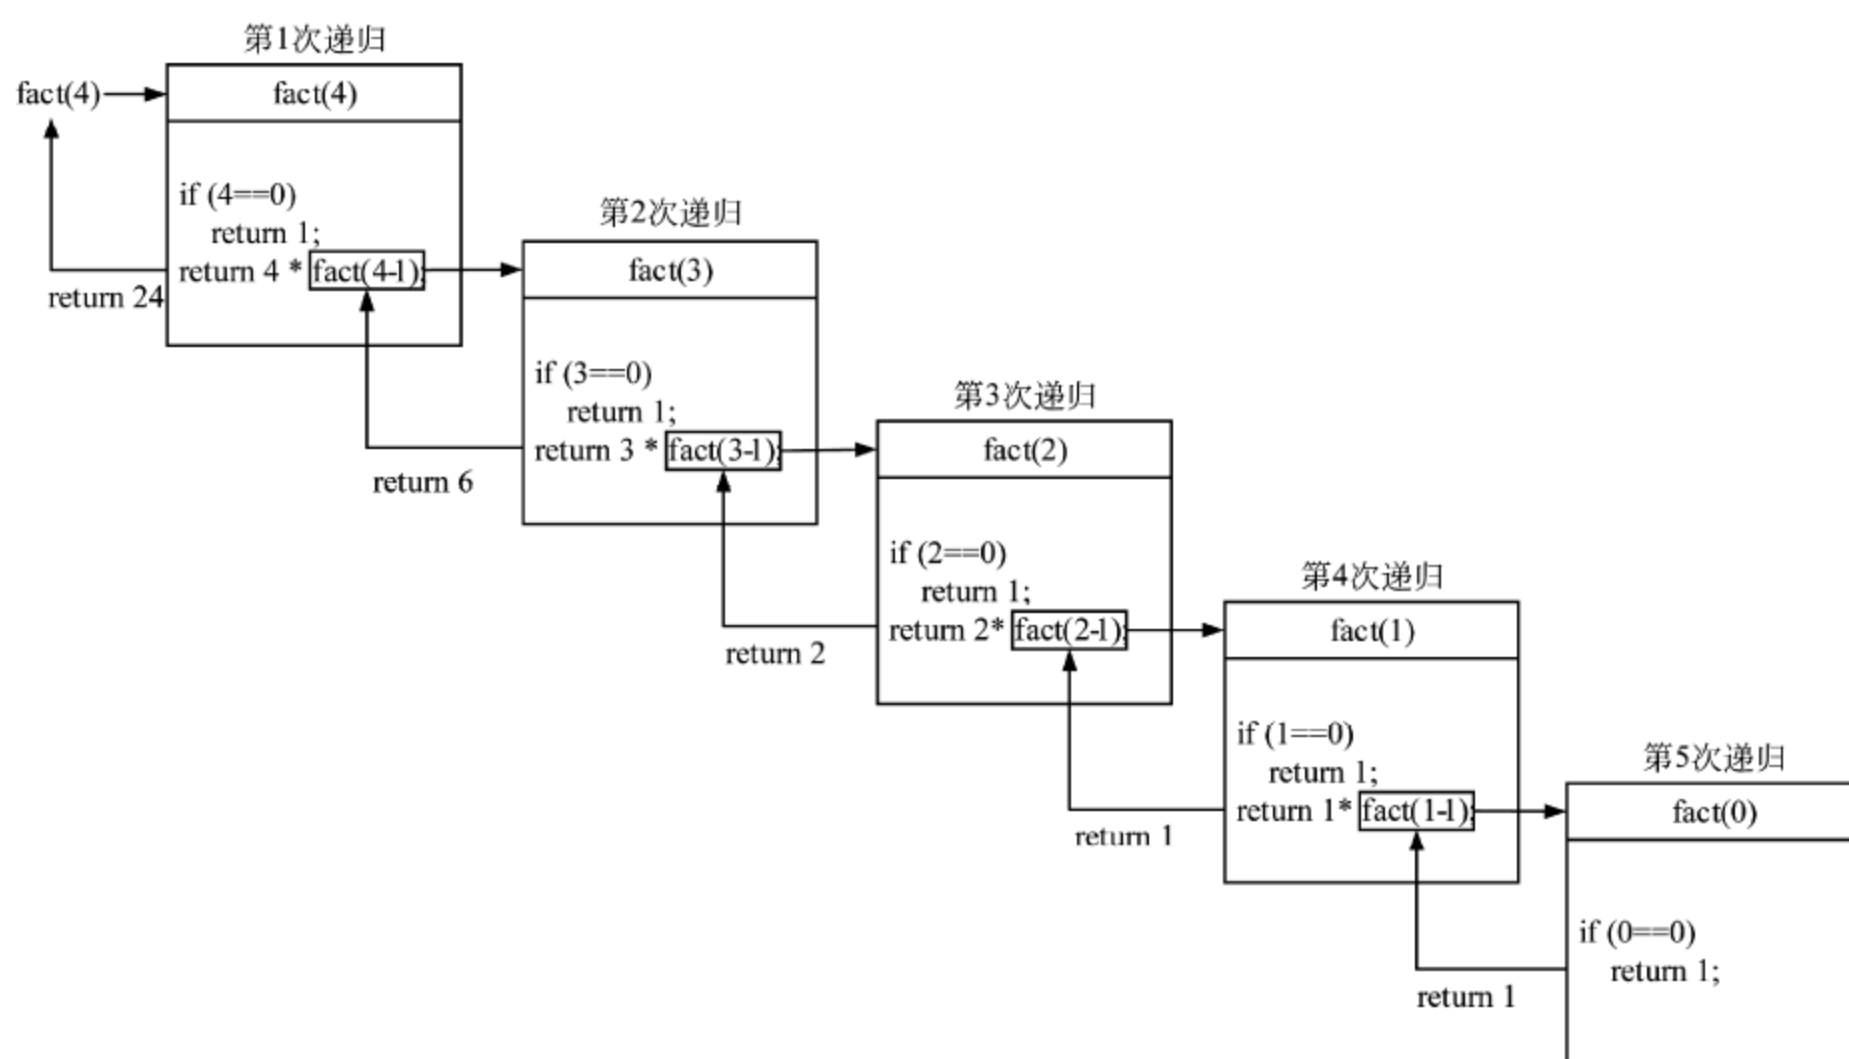 第1次递归
fact(4)
fact(4)
if (4==0)
return 1;
return 4 * fact(4-1);
return 24
第2次递归
fact(3)
if (3==0)
return 1;
return 3 * fact(3-1);
return 6
第3次递归
fact(2)
if (2==0)
return 1;
return 2* fact(2-1);
return 2
第4次递归
fact(1)
if (1==0)
return 1;
return 1* fact(1-1);
return 1
第5次递归
fact(0)
if (0==0)
return 1;
return 1